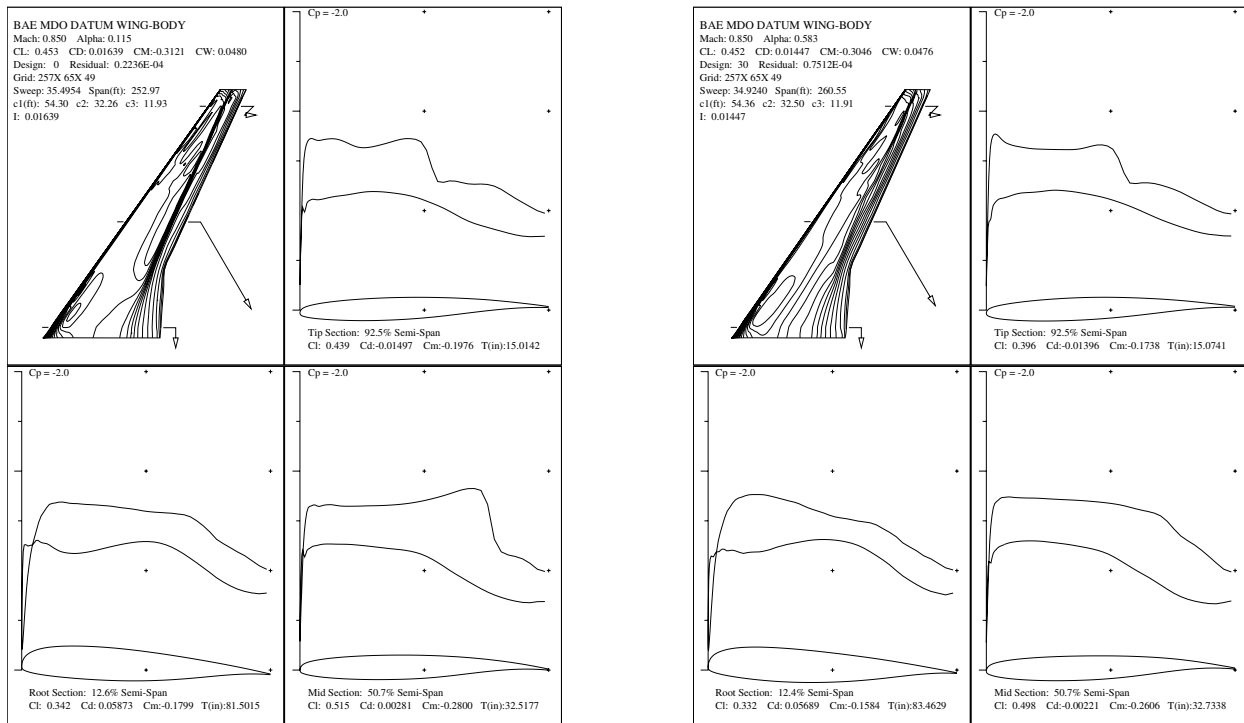 BAE MDO DATUM WING-BODY
Mach: 0.850 Alpha: 0.115
CL: 0.453 CD: 0.01639 CM:-0.3121 CW: 0.0480
Design: 0 Residual: 0.2236E-04
Grid: 257X 65X 49
Sweep: 35.4954 Span(ft): 252.97
c1(ft): 54.30 c2: 32.26 c3: 11.93
I: 0.01639
Cp = -2.0
Tip Section: 92.5% Semi-Span
Cl: 0.439 Cd:-0.01497 Cm:-0.1976 T(in):15.0142
Cp = -2.0
Root Section: 12.6% Semi-Span
Cl: 0.342 Cd: 0.05873 Cm:-0.1799 T(in):81.5015
Cp = -2.0
Mid Section: 50.7% Semi-Span
Cl: 0.515 Cd: 0.00281 Cm:-0.2800 T(in):32.5177
BAE MDO DATUM WING-BODY
Mach: 0.850 Alpha: 0.583
CL: 0.452 CD: 0.01447 CM:-0.3046 CW: 0.0476
Design: 30 Residual: 0.7512E-04
Grid: 257X 65X 49
Sweep: 34.9240 Span(ft): 260.55
c1(ft): 54.36 c2: 32.50 c3: 11.91
I: 0.01447
Cp = -2.0
Tip Section: 92.5% Semi-Span
Cl: 0.396 Cd:-0.01396 Cm:-0.1738 T(in):15.0741
Cp = -2.0
Root Section: 12.4% Semi-Span
Cl: 0.332 Cd: 0.05689 Cm:-0.1584 T(in):83.4629
Cp = -2.0
Mid Section: 50.7% Semi-Span
Cl: 0.498 Cd:-0.00221 Cm:-0.2606 T(in):32.7338